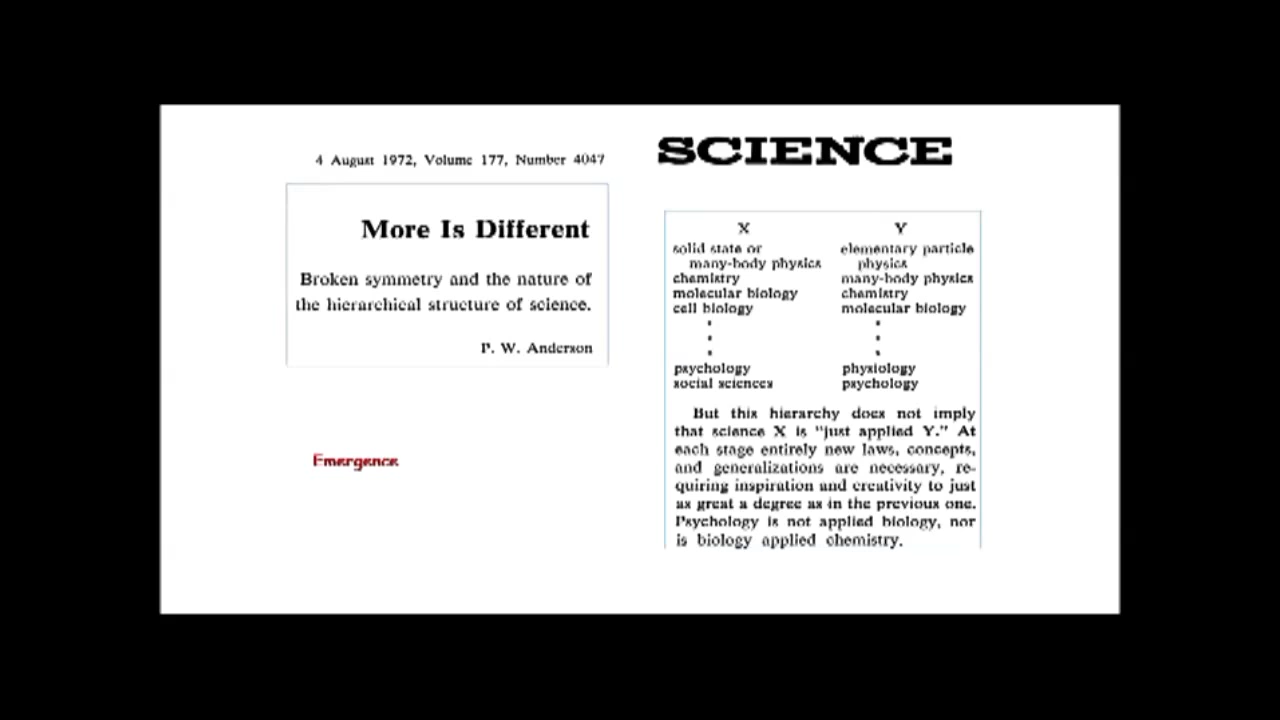 4 August 1972, Volume 177, Number 4047
SCIENCE
More Is Different
Broken symmetry and the nature of
the hierarchical structure of science.
P. W. Anderson
Emergence
X Y
solid state or elementary particle
many-body physics physics
chemistry many-body physics
molecular biology chemistry
cell biology molecular biology
psychology physiology
social sciences psychology
But this hierarchy does not imply
that science X is “just applied Y.” At
each stage entirely new laws, concepts,
and generalizations are necessary, re-
quiring inspiration and creativity to just
as great a degree as in the previous one.
Psychology is not applied biology, nor
is biology applied chemistry.